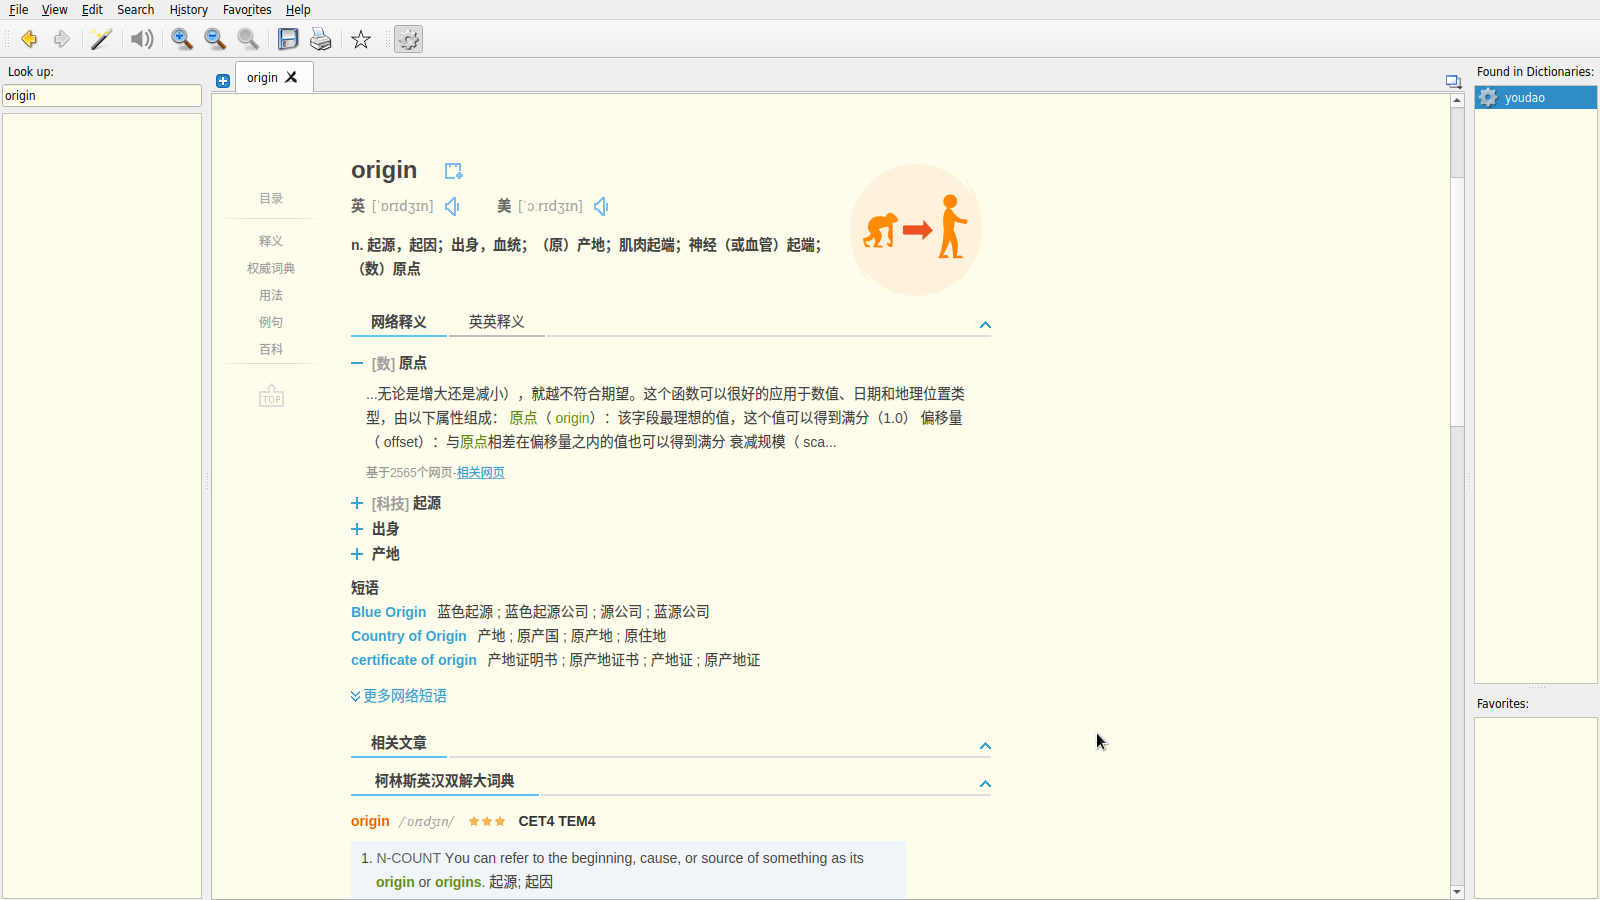 File View Edit Search History Favorites Help
Look up:
origin
origin
Found in Dictionaries:
youdao
Favorites:
目录
释义
权威词典
用法
例句
百科
TOP
origin
英 [ˈɒrɪdʒɪn] 美 [ˈɔːrɪdʒɪn]
n. 起源，起因；出身，血统；（原）产地；肌肉起端；神经（或血管）起端；
（数）原点
网络释义 英英释义
[数] 原点
...无论是增大还是减小），就越不符合期望。这个函数可以很好的应用于数值、日期和地理位置类
型，由以下属性组成： 原点（ origin）：该字段最理想的值，这个值可以得到满分（1.0） 偏移量
（ offset）：与原点相差在偏移量之内的值也可以得到满分 衰减规模（ sca...
基于2565个网页-相关网页
[科技] 起源
出身
产地
短语
Blue Origin 蓝色起源 ; 蓝色起源公司 ; 源公司 ; 蓝源公司
Country of Origin 产地 ; 原产国 ; 原产地 ; 原住地
certificate of origin 产地证明书 ; 原产地证书 ; 产地证 ; 原产地证
更多网络短语
相关文章
柯林斯英汉双解大词典
origin /ˈɒrɪdʒɪn/ CET4 TEM4
1. N-COUNT You can refer to the beginning, cause, or source of something as its
origin or origins. 起源; 起因